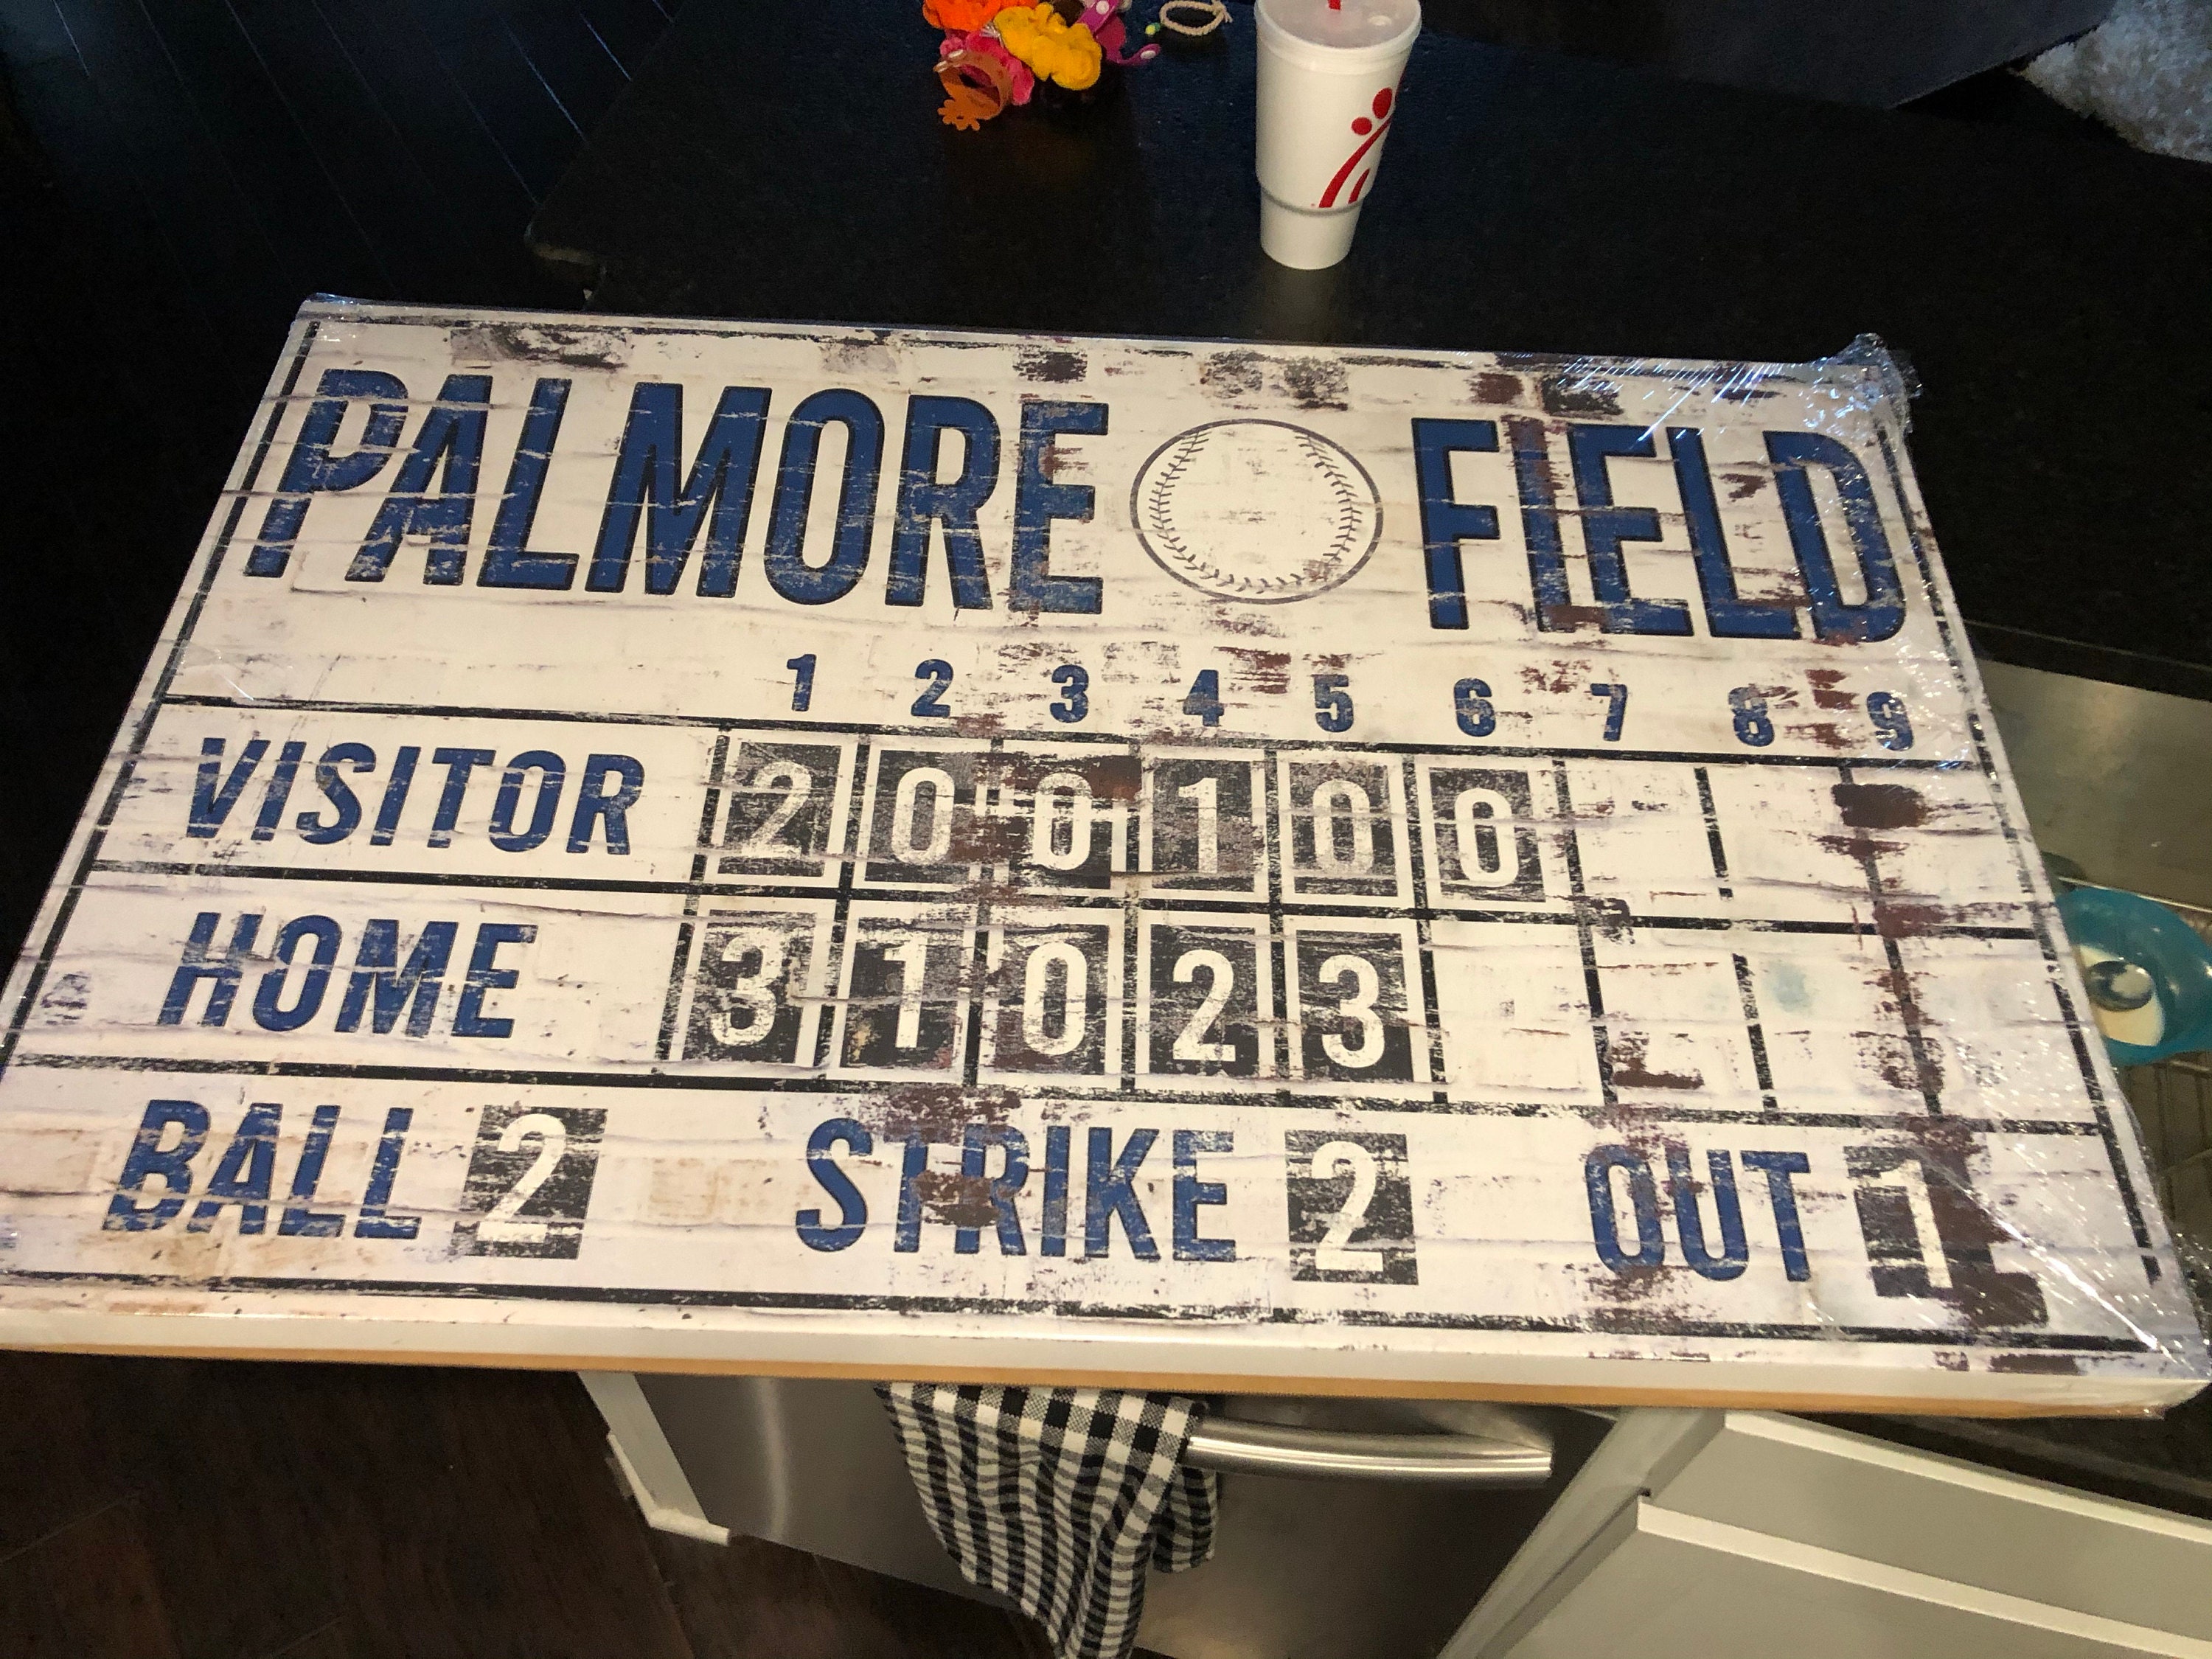 PALMORE FIELD
1 2 3 4 5 6 7 8 9
VISITOR 2 0 0 1 0 0
HOME 3 1 0 2 3
BALL 2 STRIKE 2 OUT 1